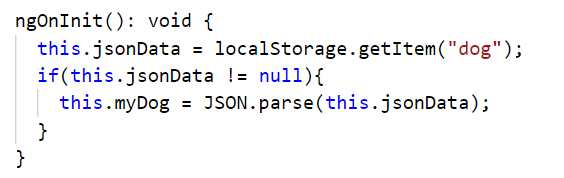 ngOnInit(): void {
  this.jsonData = localStorage.getItem("dog");
  if(this.jsonData != null){
    this.myDog = JSON.parse(this.jsonData);
  }
}